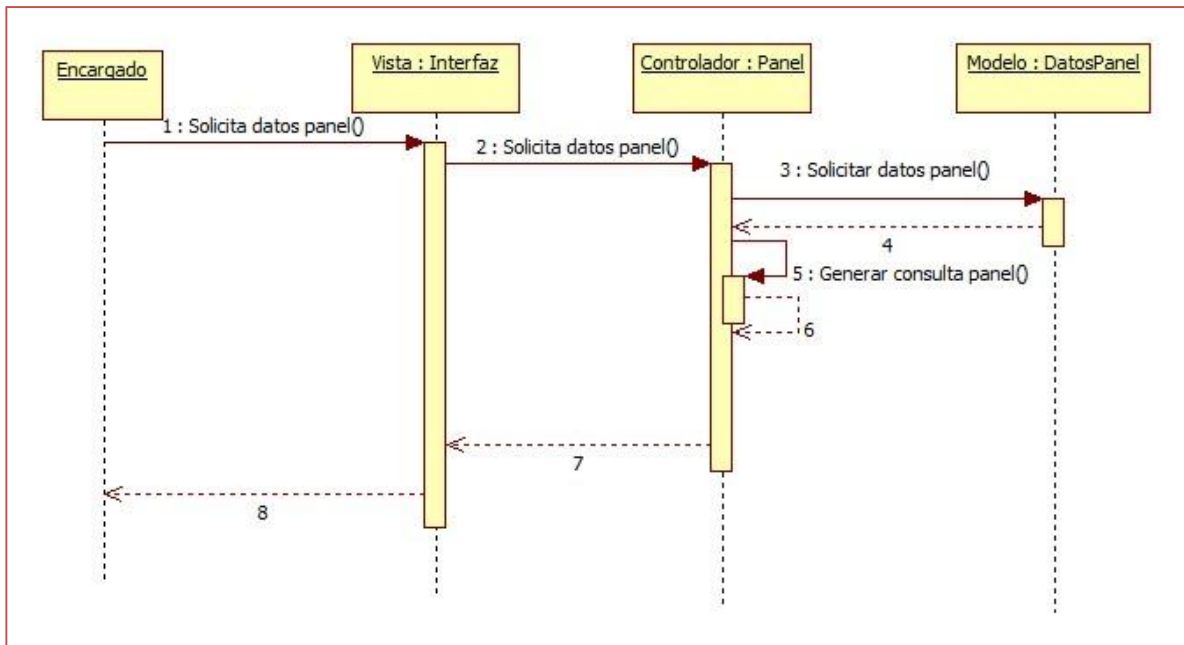 Encargado
Vista : Interfaz
Controlador : Panel
Modelo : DatosPanel
1 : Solicita datos panel()
2 : Solicita datos panel()
3 : Solicitar datos panel()
4
5 : Generar consulta panel()
6
7
8